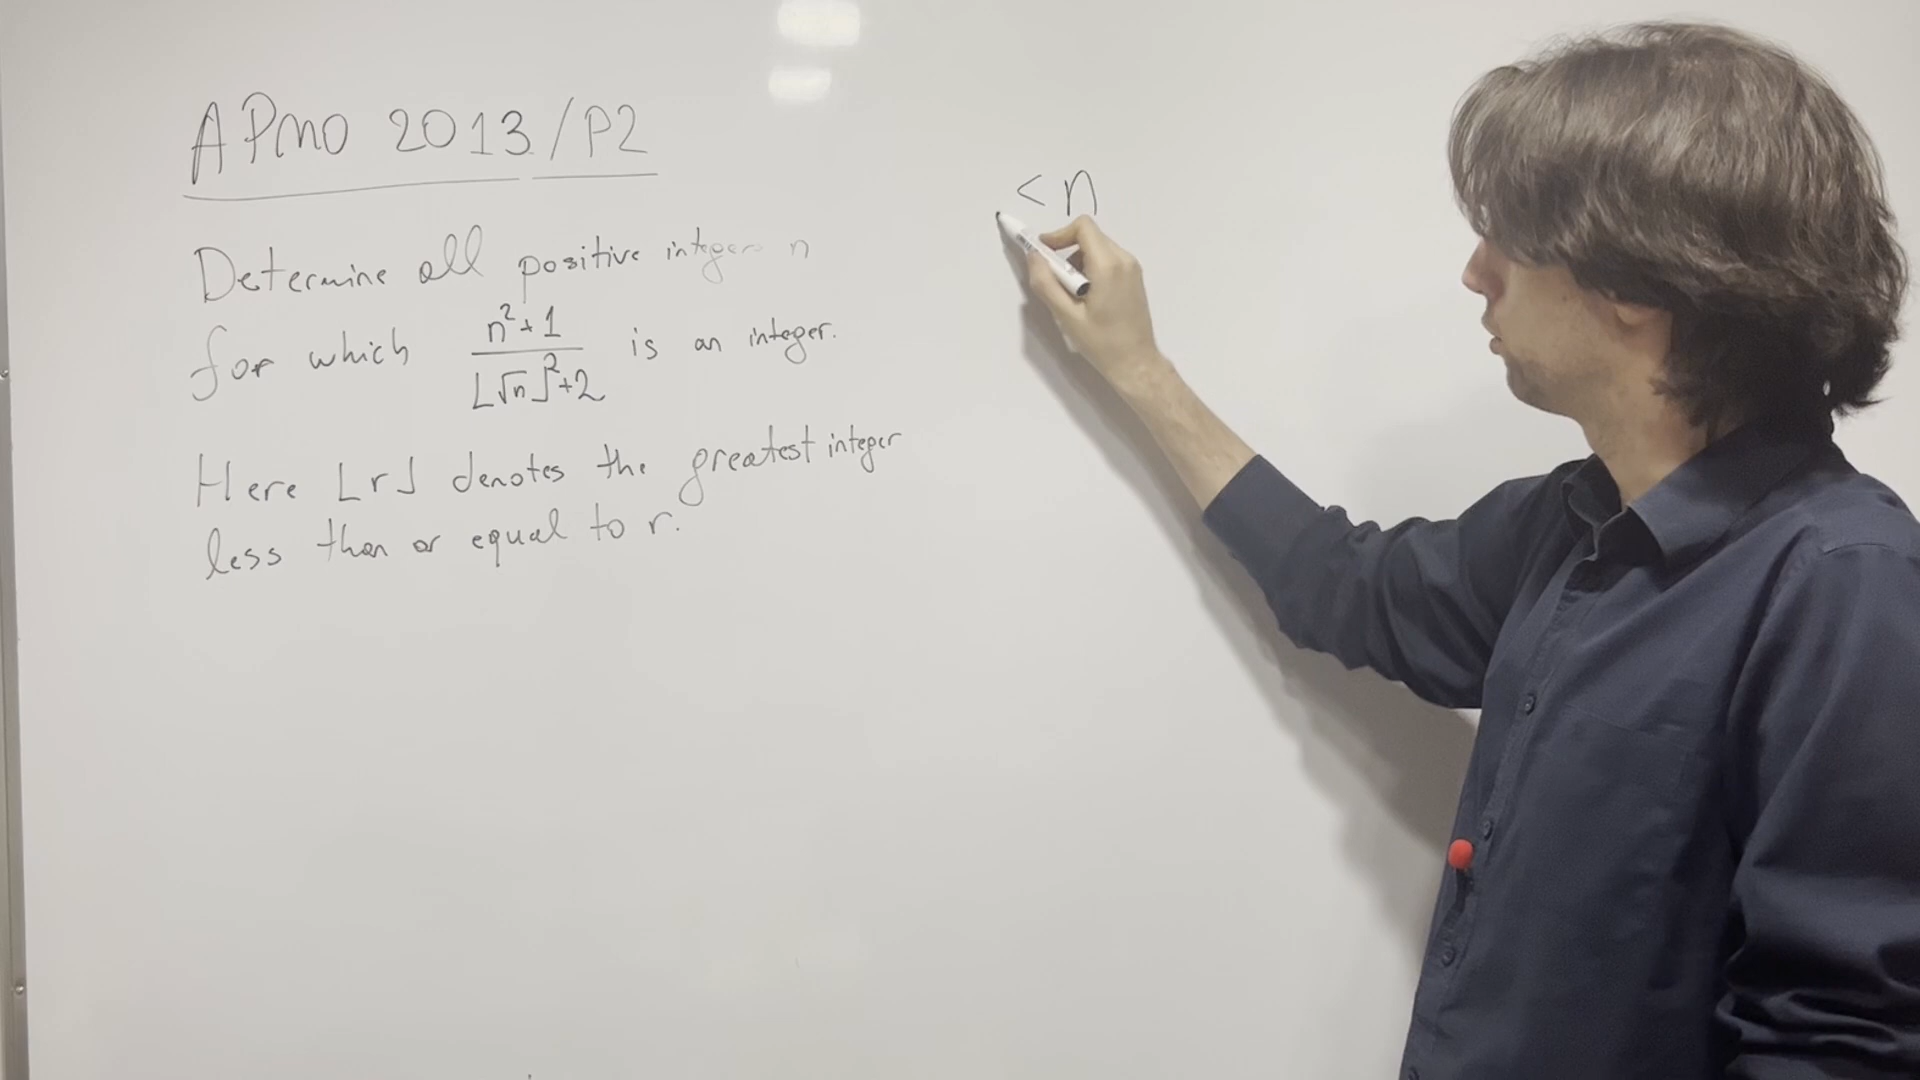 APMO 2013/P2
< n
Determine all positive integers n
for which n²+1 / ⌊√n⌋²+2 is an integer.
Here ⌊r⌋ denotes the greatest integer
less than or equal to r.